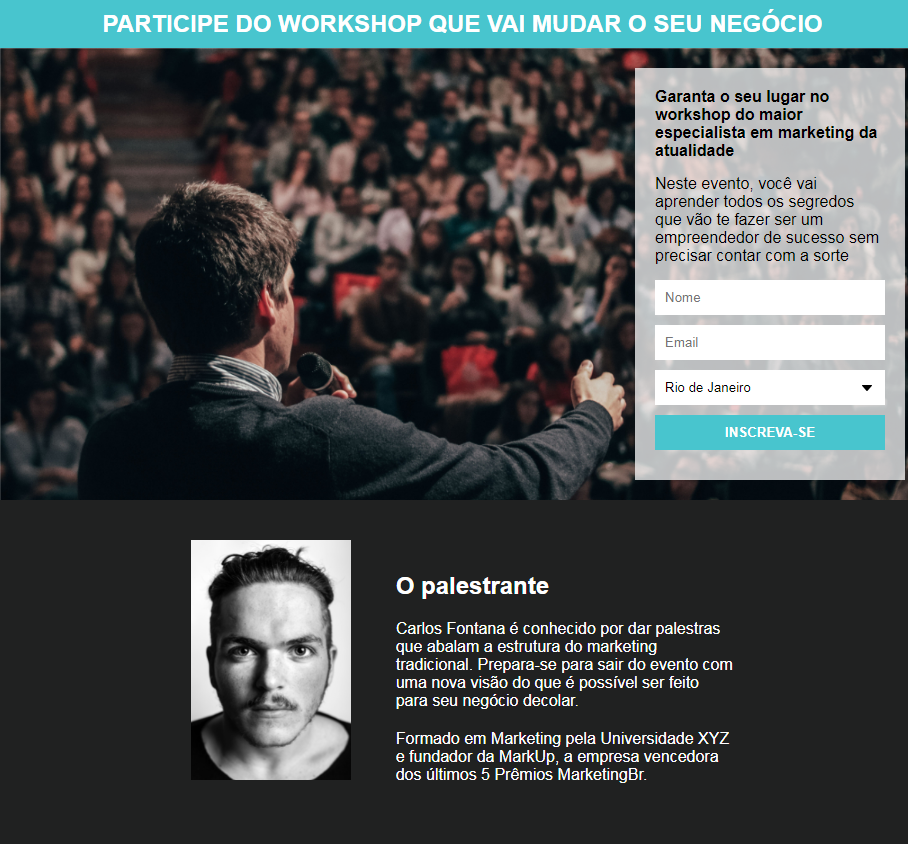 PARTICIPE DO WORKSHOP QUE VAI MUDAR O SEU NEGÓCIO
Garanta o seu lugar no
workshop do maior
especialista em marketing da
atualidade
Neste evento, você vai
aprender todos os segredos
que vão te fazer ser um
empreendedor de sucesso sem
precisar contar com a sorte
Nome
Email
Rio de Janeiro
INSCREVA-SE
O palestrante
Carlos Fontana é conhecido por dar palestras
que abalam a estrutura do marketing
tradicional. Prepara-se para sair do evento com
uma nova visão do que é possível ser feito
para seu negócio decolar.
Formado em Marketing pela Universidade XYZ
e fundador da MarkUp, a empresa vencedora
dos últimos 5 Prêmios MarketingBr.